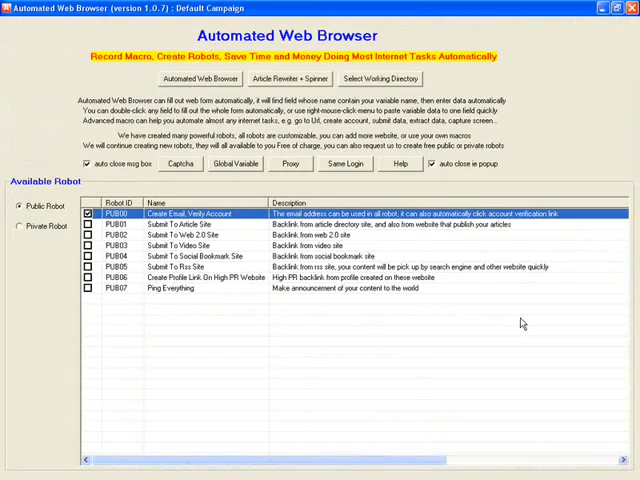 Automated Web Browser (version 1.0.7) : Default Campaign
Automated Web Browser
Record Macro, Create Robots, Save Time and Money Doing Most Internet Tasks Automatically
Automated Web Browser Article Rewriter + Spinner Select Working Directory
Automated Web Browser can fill out web form automatically, it will find field whose name contain your variable name, then enter data automatically
You can double-click any field to fill out the whole form automatically, or use right-mouse-click-menu to paste variable data to one field quickly
Advanced macro can help you automate almost any internet tasks, e.g. go to Url, create account, submit data, extract data, capture screen...
We have created many powerful robots, all robots are customizable, you can add more website, or use your own macros
We will continue creating new robots, they will all available to you Free of charge, you can also request us to create free public or private robots
auto close msg box Captcha Global Variable Proxy Same Login Help auto close ie popup
Available Robot
Public Robot
Private Robot
Robot ID Name Description
PUB00 Create Email, Verify Account The email address can be used in all robot, it can also automatically click account verification link
PUB01 Submit To Article Site Backlink from article directory site, and also from website that publish your articles
PUB02 Submit To Web 2.0 Site Backlink from web 2.0 site
PUB03 Submit To Video Site Backlink from video site
PUB04 Submit To Social Bookmark Site Backlink from social bookmark site
PUB05 Submit To Rss Site Backlink from rss site, your content will be pick up by search engine and other website quickly
PUB06 Create Profile Link On High PR Website High PR backlink from profile created on these website
PUB07 Ping Everything Make announcement of your content to the world